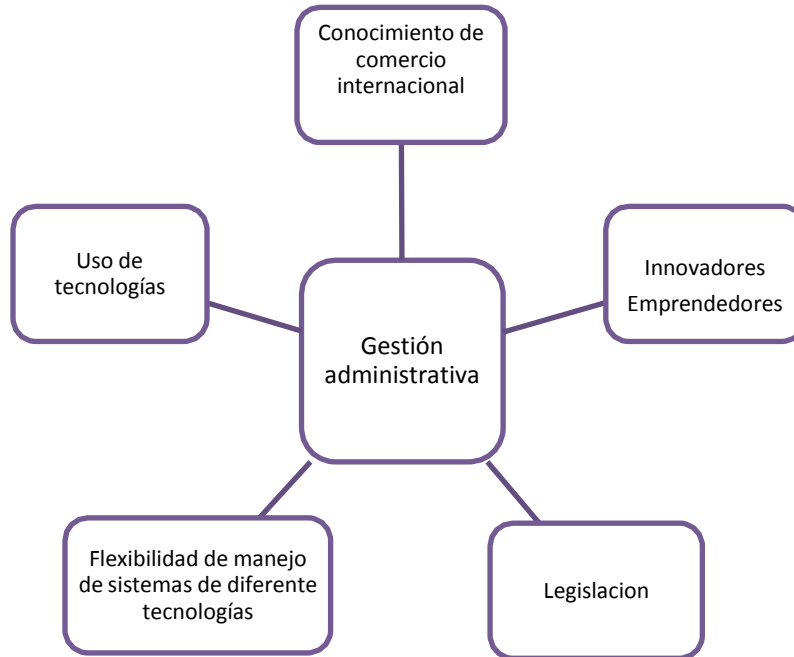 Conocimiento de
comercio
internacional
Uso de
tecnologías
Innovadores
Emprendedores
Gestión
administrativa
Flexibilidad de manejo
de sistemas de diferente
tecnologías
Legislacion